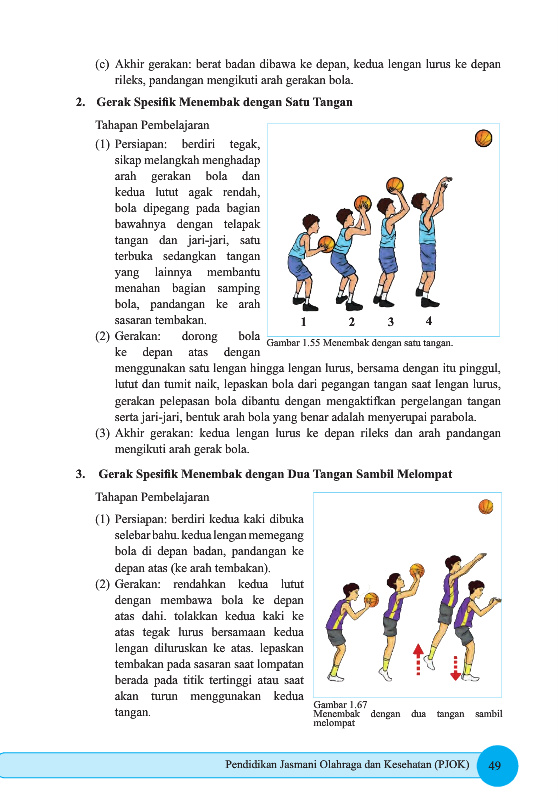 (c) Akhir gerakan: berat badan dibawa ke depan, kedua lengan lurus ke depan
rileks, pandangan mengikuti arah gerakan bola.
2. Gerak Spesifik Menembak dengan Satu Tangan
Tahapan Pembelajaran
(1) Persiapan: berdiri tegak,
sikap melangkah menghadap
arah gerakan bola dan
kedua lutut agak rendah,
bola dipegang pada bagian
bawahnya dengan telapak
tangan dan jari-jari, satu
terbuka sedangkan tangan
yang lainnya membantu
menahan bagian samping
bola, pandangan ke arah
sasaran tembakan.
1 2 3 4
Gambar 1.55 Menembak dengan satu tangan.
(2) Gerakan: dorong bola
ke depan atas dengan
menggunakan satu lengan hingga lengan lurus, bersama dengan itu pinggul,
lutut dan tumit naik, lepaskan bola dari pegangan tangan saat lengan lurus,
gerakan pelepasan bola dibantu dengan mengaktifkan pergelangan tangan
serta jari-jari, bentuk arah bola yang benar adalah menyerupai parabola.
(3) Akhir gerakan: kedua lengan lurus ke depan rileks dan arah pandangan
mengikuti arah gerak bola.
3. Gerak Spesifik Menembak dengan Dua Tangan Sambil Melompat
Tahapan Pembelajaran
(1) Persiapan: berdiri kedua kaki dibuka
selebar bahu. kedua lengan memegang
bola di depan badan, pandangan ke
depan atas (ke arah tembakan).
(2) Gerakan: rendahkan kedua lutut
dengan membawa bola ke depan
atas dahi. tolakkan kedua kaki ke
atas tegak lurus bersamaan kedua
lengan diluruskan ke atas. lepaskan
tembakan pada sasaran saat lompatan
berada pada titik tertinggi atau saat
akan turun menggunakan kedua
tangan.
Gambar 1.67
Menembak dengan dua tangan sambil
melompat
Pendidikan Jasmani Olahraga dan Kesehatan (PJOK) 49